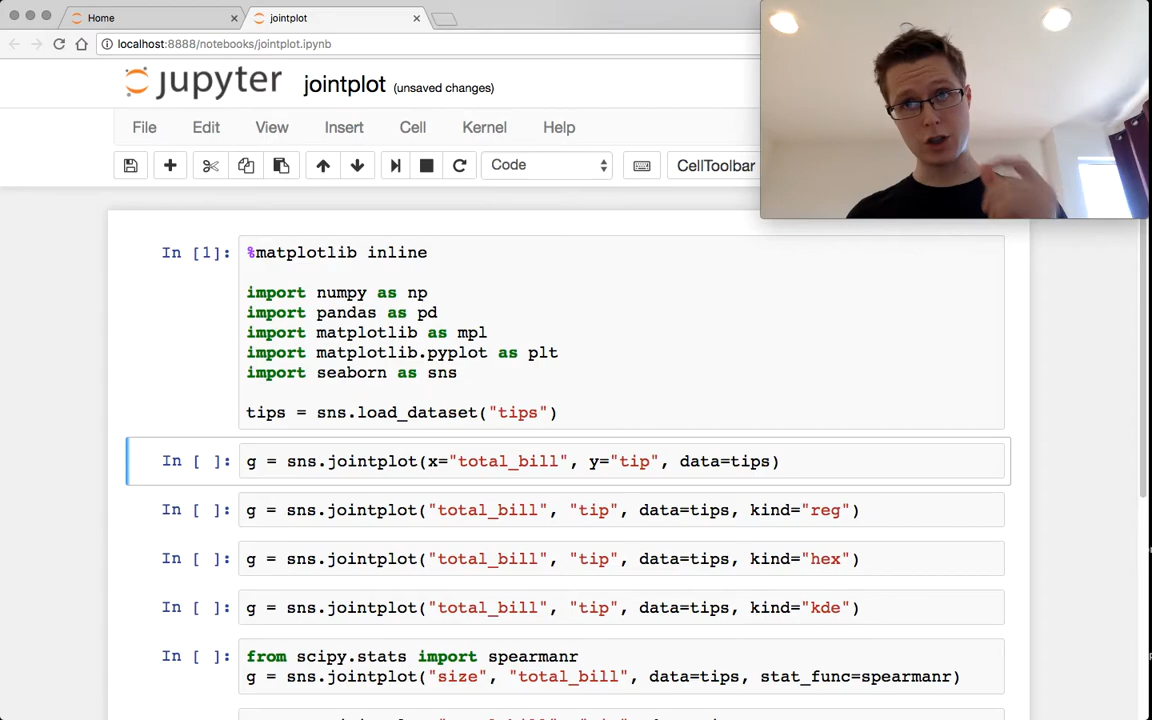 Home
jointplot
localhost:8888/notebooks/jointplot.ipynb
jupyter jointplot (unsaved changes)
File Edit View Insert Cell Kernel Help
Code CellToolbar
In [1]: %matplotlib inline
import numpy as np
import pandas as pd
import matplotlib as mpl
import matplotlib.pyplot as plt
import seaborn as sns
tips = sns.load_dataset("tips")
In [ ]: g = sns.jointplot(x="total_bill", y="tip", data=tips)
In [ ]: g = sns.jointplot("total_bill", "tip", data=tips, kind="reg")
In [ ]: g = sns.jointplot("total_bill", "tip", data=tips, kind="hex")
In [ ]: g = sns.jointplot("total_bill", "tip", data=tips, kind="kde")
In [ ]: from scipy.stats import spearmanr
g = sns.jointplot("size", "total_bill", data=tips, stat_func=spearmanr)